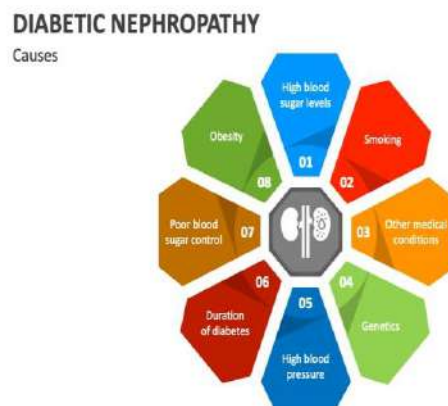 DIABETIC NEPHROPATHY
Causes
High blood
sugar levels
01
Smoking
02
Other medical
conditions
03
Genetics
04
High blood
pressure
05
Duration
of diabetes
06
Poor blood
sugar control
07
Obesity
08